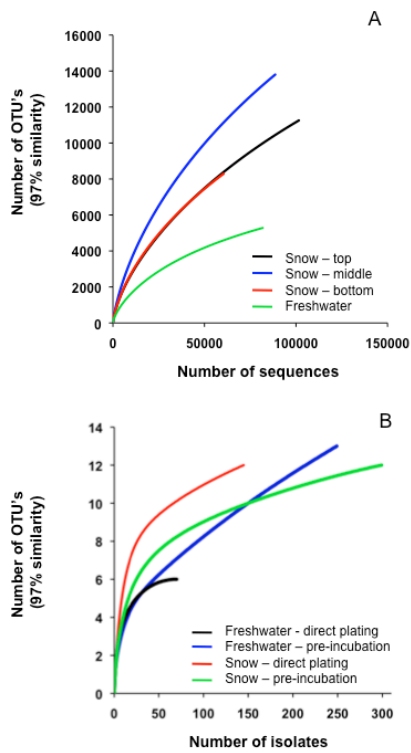 A
Number of OTU's
(97% similarity)
16000
14000
12000
10000
8000
6000
4000
2000
0
Snow – top
Snow – middle
Snow – bottom
Freshwater
0 50000 100000 150000
Number of sequences
B
Number of OTU's
(97% similarity)
14
12
10
8
6
4
2
0
Freshwater - direct plating
Freshwater – pre-incubation
Snow – direct plating
Snow – pre-incubation
0 50 100 150 200 250 300
Number of isolates